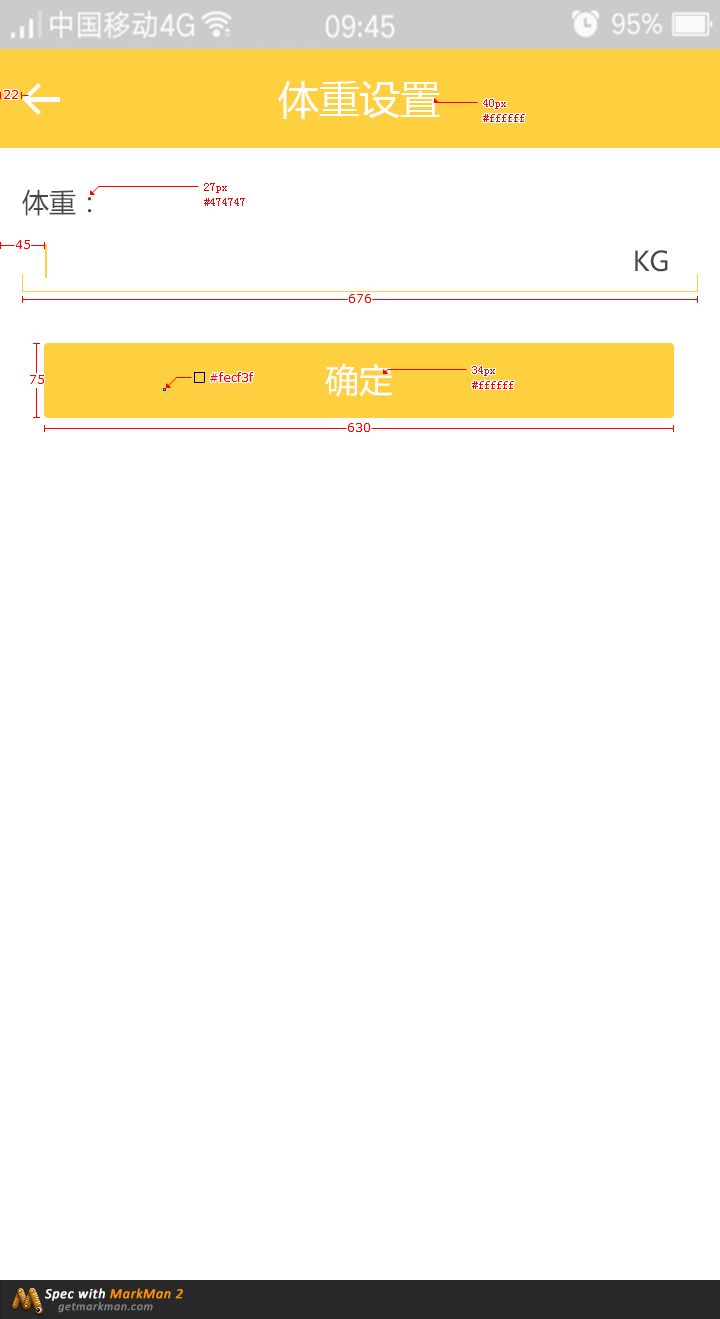 中国移动4G 09:45 95%
22 体重设置 40px
#ffffff
体重： 27px
#474747
45
KG
676
75 #fecf3f 确定 34px
#ffffff
630
Spec with MarkMan 2
getmarkman.com